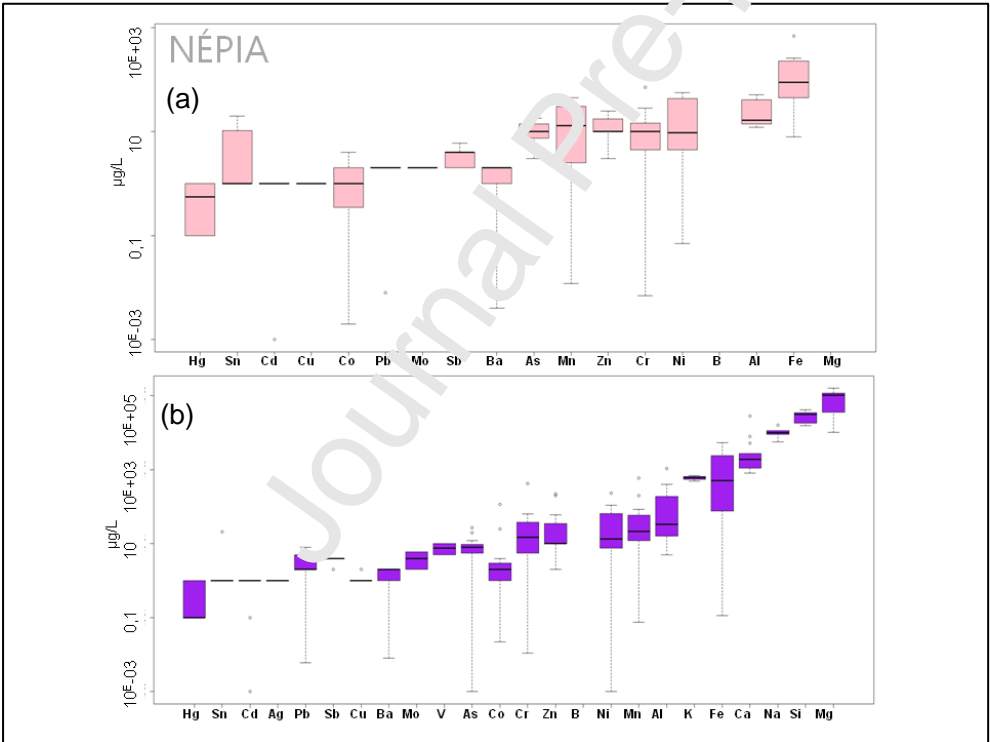 NÉPIA
(a)
10ᴱ+03
10
0,1
10ᴱ-03
µg/L
Hg Sn Cd Cu Co Pb Mo Sb Ba As Mn Zn Cr Ni B Al Fe Mg
(b)
10ᴱ+05
10ᴱ+03
10
0,1
10ᴱ-03
µg/L
Hg Sn Cd Ag Pb Sb Cu Ba Mo V As Co Cr Zn B Ni Mn Al K Fe Ca Na Si Mg
Journal Pre-